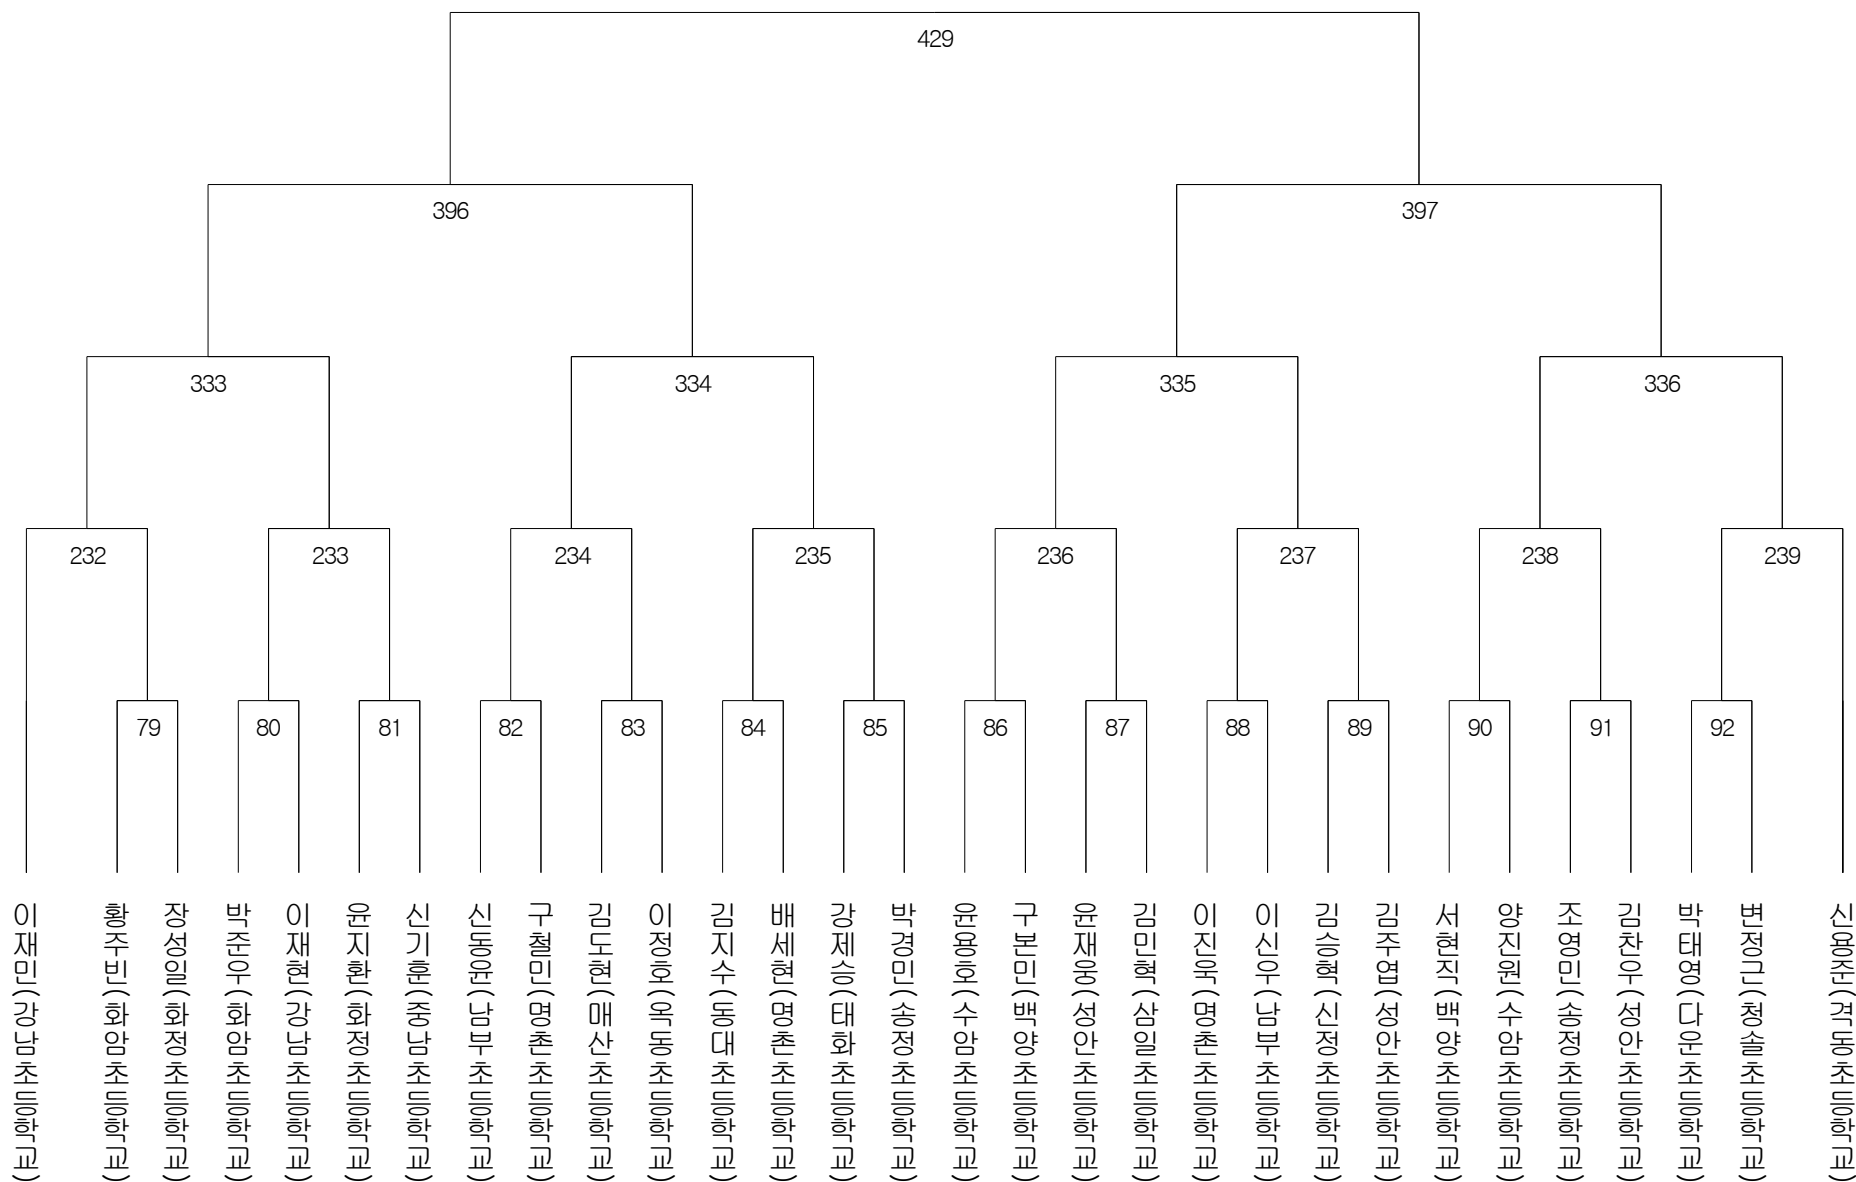 429
396
397
333
334
335
336
232
233
234
235
236
237
238
239
79
80
81
82
83
84
85
86
87
88
89
90
91
92
이재민(강남초등학교)
황주빈(화암초등학교)
장성일(화정초등학교)
박준우(화암초등학교)
이재현(강남초등학교)
윤지환(화정초등학교)
신기훈(중남초등학교)
신동윤(남부초등학교)
구철민(명촌초등학교)
김도현(매산초등학교)
이정호(옥동초등학교)
김지수(동대초등학교)
배세현(명촌초등학교)
강제승(태화초등학교)
박경민(송정초등학교)
윤용호(수암초등학교)
구본민(백양초등학교)
윤재웅(성안초등학교)
김민혁(삼일초등학교)
이진욱(명촌초등학교)
이신우(남부초등학교)
김승혁(신정초등학교)
김주엽(성안초등학교)
서현직(백양초등학교)
양진원(수암초등학교)
조영민(송정초등학교)
김찬우(성안초등학교)
박태영(다운초등학교)
변정근(청솔초등학교)
신용준(격동초등학교)